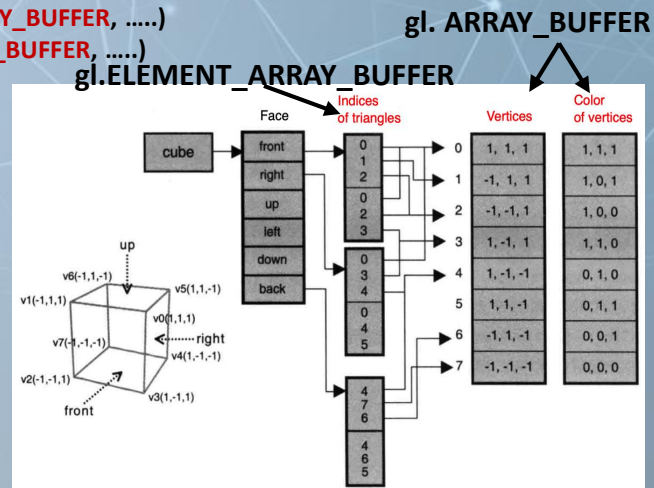 Y_BUFFER, .....)
_BUFFER, .....)
gl. ARRAY_BUFFER
gl.ELEMENT_ARRAY_BUFFER
Face
Indices
of triangles
Vertices
Color
of vertices
cube
front
right
up
left
down
back
0
1
2
0
2
3
0
3
4
0
4
5
4
7
6
4
6
5
0
1
2
3
4
5
6
7
1, 1, 1
-1, 1, 1
-1, -1, 1
1, -1, 1
1, -1, -1
1, 1, -1
-1, 1, -1
-1, -1, -1
1, 1, 1
1, 0, 1
1, 0, 0
1, 1, 0
0, 1, 0
0, 1, 1
0, 0, 1
0, 0, 0
up
v6(-1,1,-1)
v5(1,1,-1)
v1(-1,1,1)
v0(1,1,1)
right
v7(-1,-1,-1)
v4(1,-1,-1)
v2(-1,-1,1)
v3(1,-1,1)
front